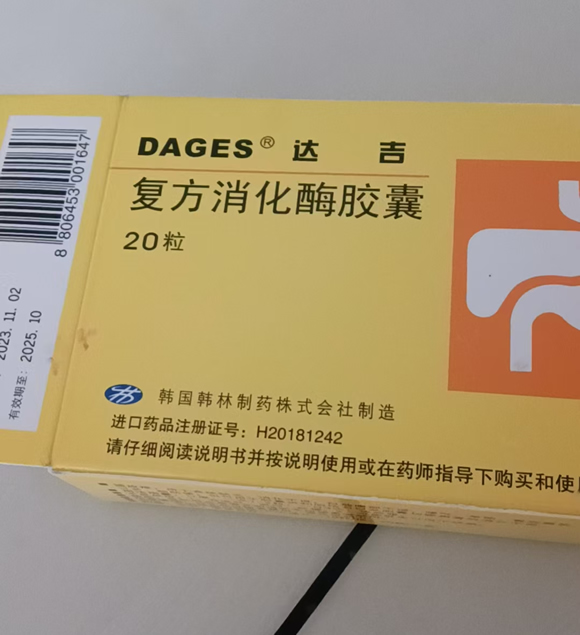 DAGES® 达 吉
复方消化酶胶囊
20粒
韩国韩林制药株式会社制造
进口药品注册证号：H20181242
请仔细阅读说明书并按说明使用或在药师指导下购买和使
8 806453 001647
2023. 11. 02
有效期至：2025. 10